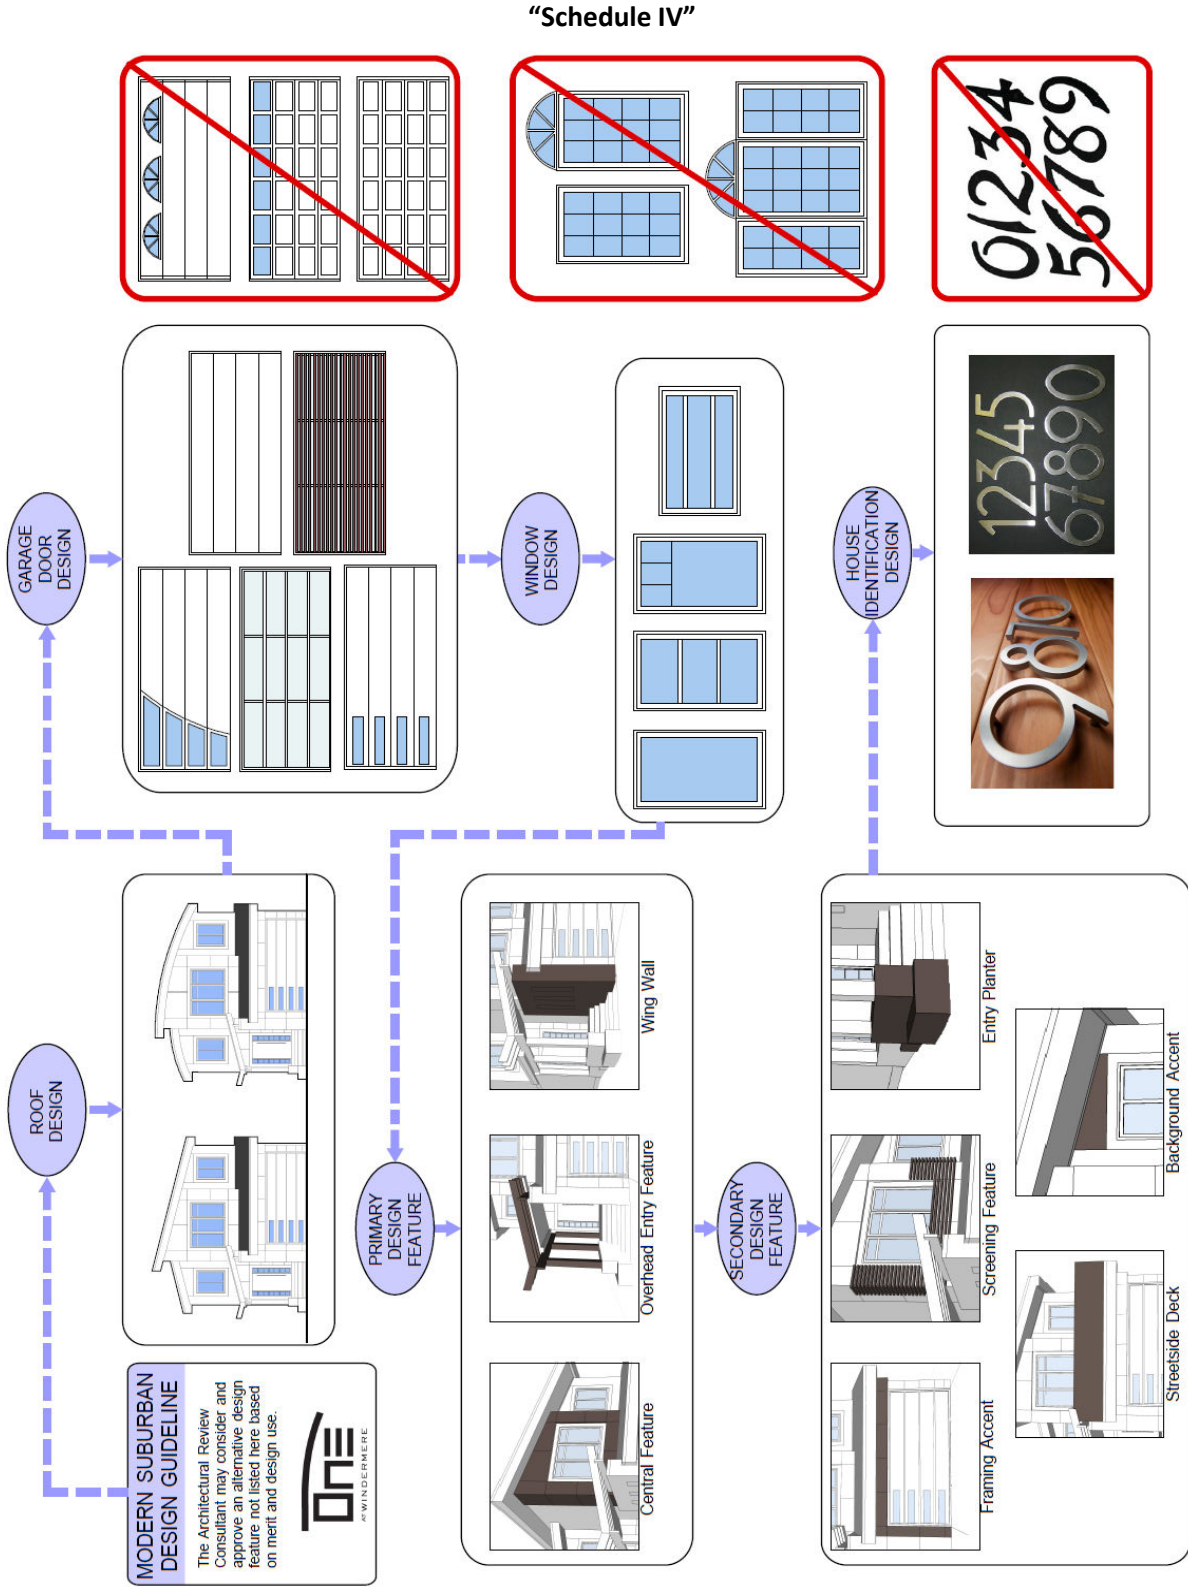 “Schedule IV”
MODERN SUBURBAN
DESIGN GUIDELINE
The Architectural Review
Consultant may consider and
approve an alternative design
feature not listed here based
on merit and design use.
ONE
AT WINDERMERE
ROOF
DESIGN
GARAGE
DOOR
DESIGN
WINDOW
DESIGN
PRIMARY
DESIGN
FEATURE
Central Feature
Overhead Entry Feature
Wing Wall
SECONDARY
DESIGN
FEATURE
Framing Accent
Screening Feature
Entry Planter
Streetside Deck
Background Accent
HOUSE
IDENTIFICATION
DESIGN
9810
12345
67890
01234
56789